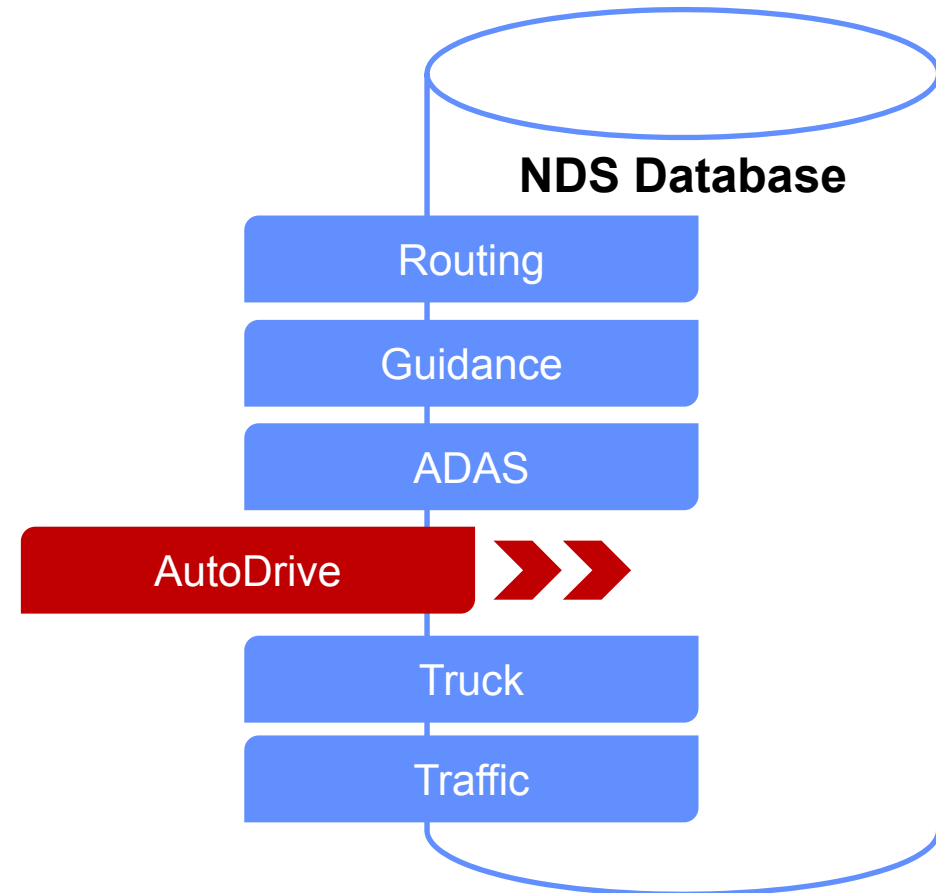 NDS Database
Routing
Guidance
ADAS
AutoDrive
Truck
Traffic